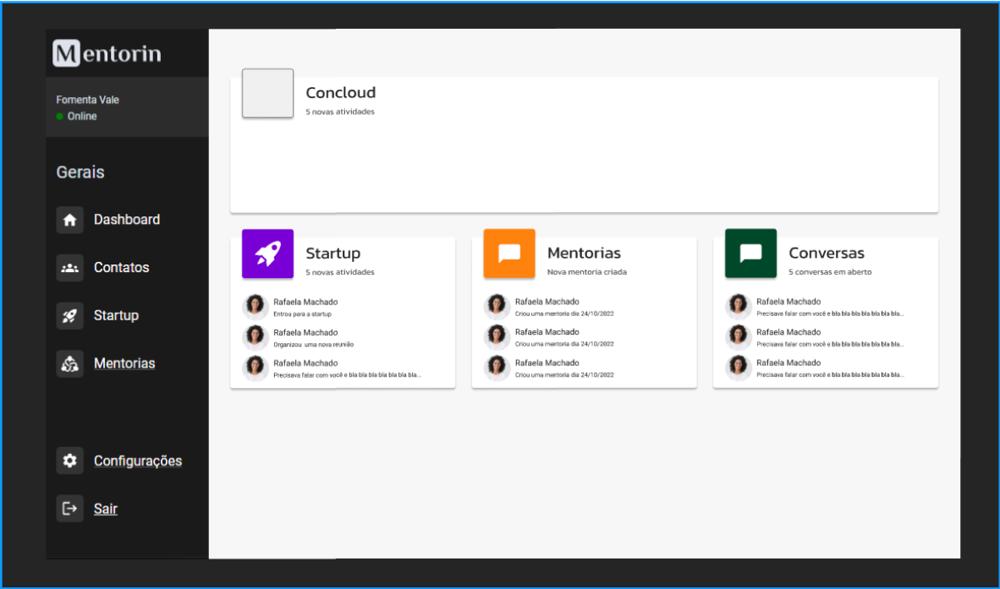 Mentorin
Fomenta Vale
Online
Gerais
Dashboard
Contatos
Startup
Mentorias
Configurações
Sair
Concloud
5 novas atividades
Startup
5 novas atividades
Rafaela Machado
Entrou para a startup
Rafaela Machado
Organizou uma nova reunião
Rafaela Machado
Precisava falar com você e bla bla bla bla bla bla bla...
Mentorias
Nova mentoria criada
Rafaela Machado
Criou uma mentoria dia 24/10/2022
Rafaela Machado
Criou uma mentoria dia 24/10/2022
Rafaela Machado
Criou uma mentoria dia 24/10/2022
Conversas
5 conversas em aberto
Rafaela Machado
Precisava falar com você e bla bla bla bla bla bla bla...
Rafaela Machado
Precisava falar com você e bla bla bla bla bla bla bla...
Rafaela Machado
Precisava falar com você e bla bla bla bla bla bla bla...